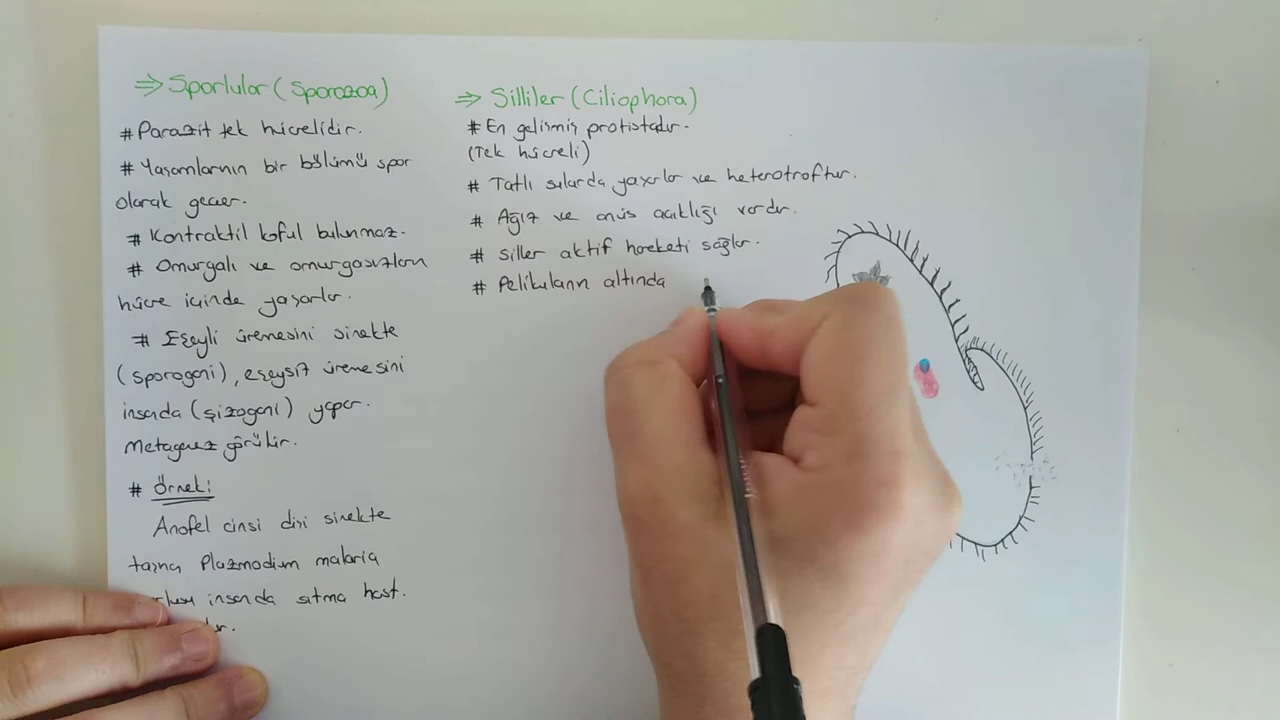 ⇒ Sporlular (Sporozoa)
# Parazit tek hücrelidir.
# Yaşamlarının bir bölümü spor
olarak geçer.
# Kontraktil koful bulunmaz.
# Omurgalı ve omurgasızların
hücre içinde yaşarlar.
# Eşeyli üremesini sinekte
(sporogoni), eşeysiz üremesini
insanda (şizogoni) yapar.
Metagenez görülür.
# Örnek;
Anofel cinsi dişi sinekte
taşınan Plazmodium malaria
insanda sıtma hast.
⇒ Silliler (Ciliophora)
# En gelişmiş protistadır.
(Tek hücreli)
# Tatlı sularda yaşarlar ve heterotroftur.
# Ağız ve anüs açıklığı vardır.
# Siller aktif hareketi sağlar.
# Pelikulanın altında